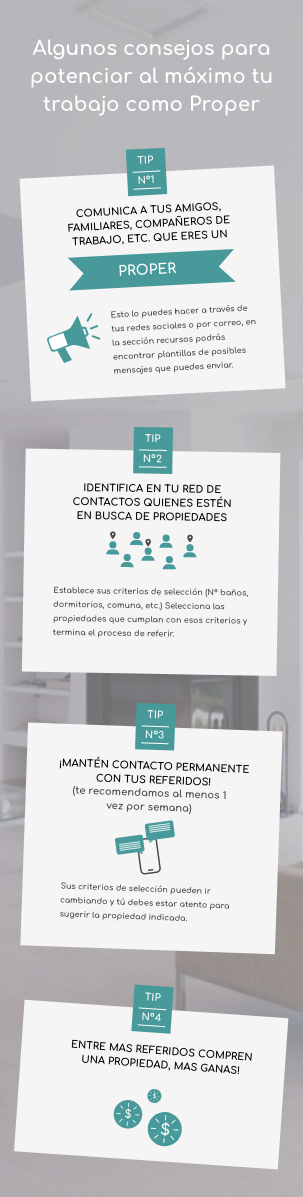 Algunos consejos para
potenciar al máximo tu
trabajo como Proper
TIP
Nº1
COMUNICA A TUS AMIGOS,
FAMILIARES, COMPAÑEROS DE
TRABAJO, ETC. QUE ERES UN
PROPER
Esto lo puedes hacer a través de
tus redes sociales o por correo, en
la sección recursos podrás
encontrar plantillas de posibles
mensajes que puedes enviar.
TIP
Nº2
IDENTIFICA EN TU RED DE
CONTACTOS QUIENES ESTÉN
EN BUSCA DE PROPIEDADES
Establece sus criterios de selección (Nº baños,
dormitorios, comuna, etc.) Selecciona las
propiedades que cumplan con esos criterios y
termina el proceso de referir.
TIP
Nº3
¡MANTÉN CONTACTO PERMANENTE
CON TUS REFERIDOS!
(te recomendamos al menos 1
vez por semana)
Sus criterios de selección pueden ir
cambiando y tú debes estar atento para
sugerir la propiedad indicada.
TIP
Nº4
ENTRE MAS REFERIDOS COMPREN
UNA PROPIEDAD, MAS GANAS!
$
$
$